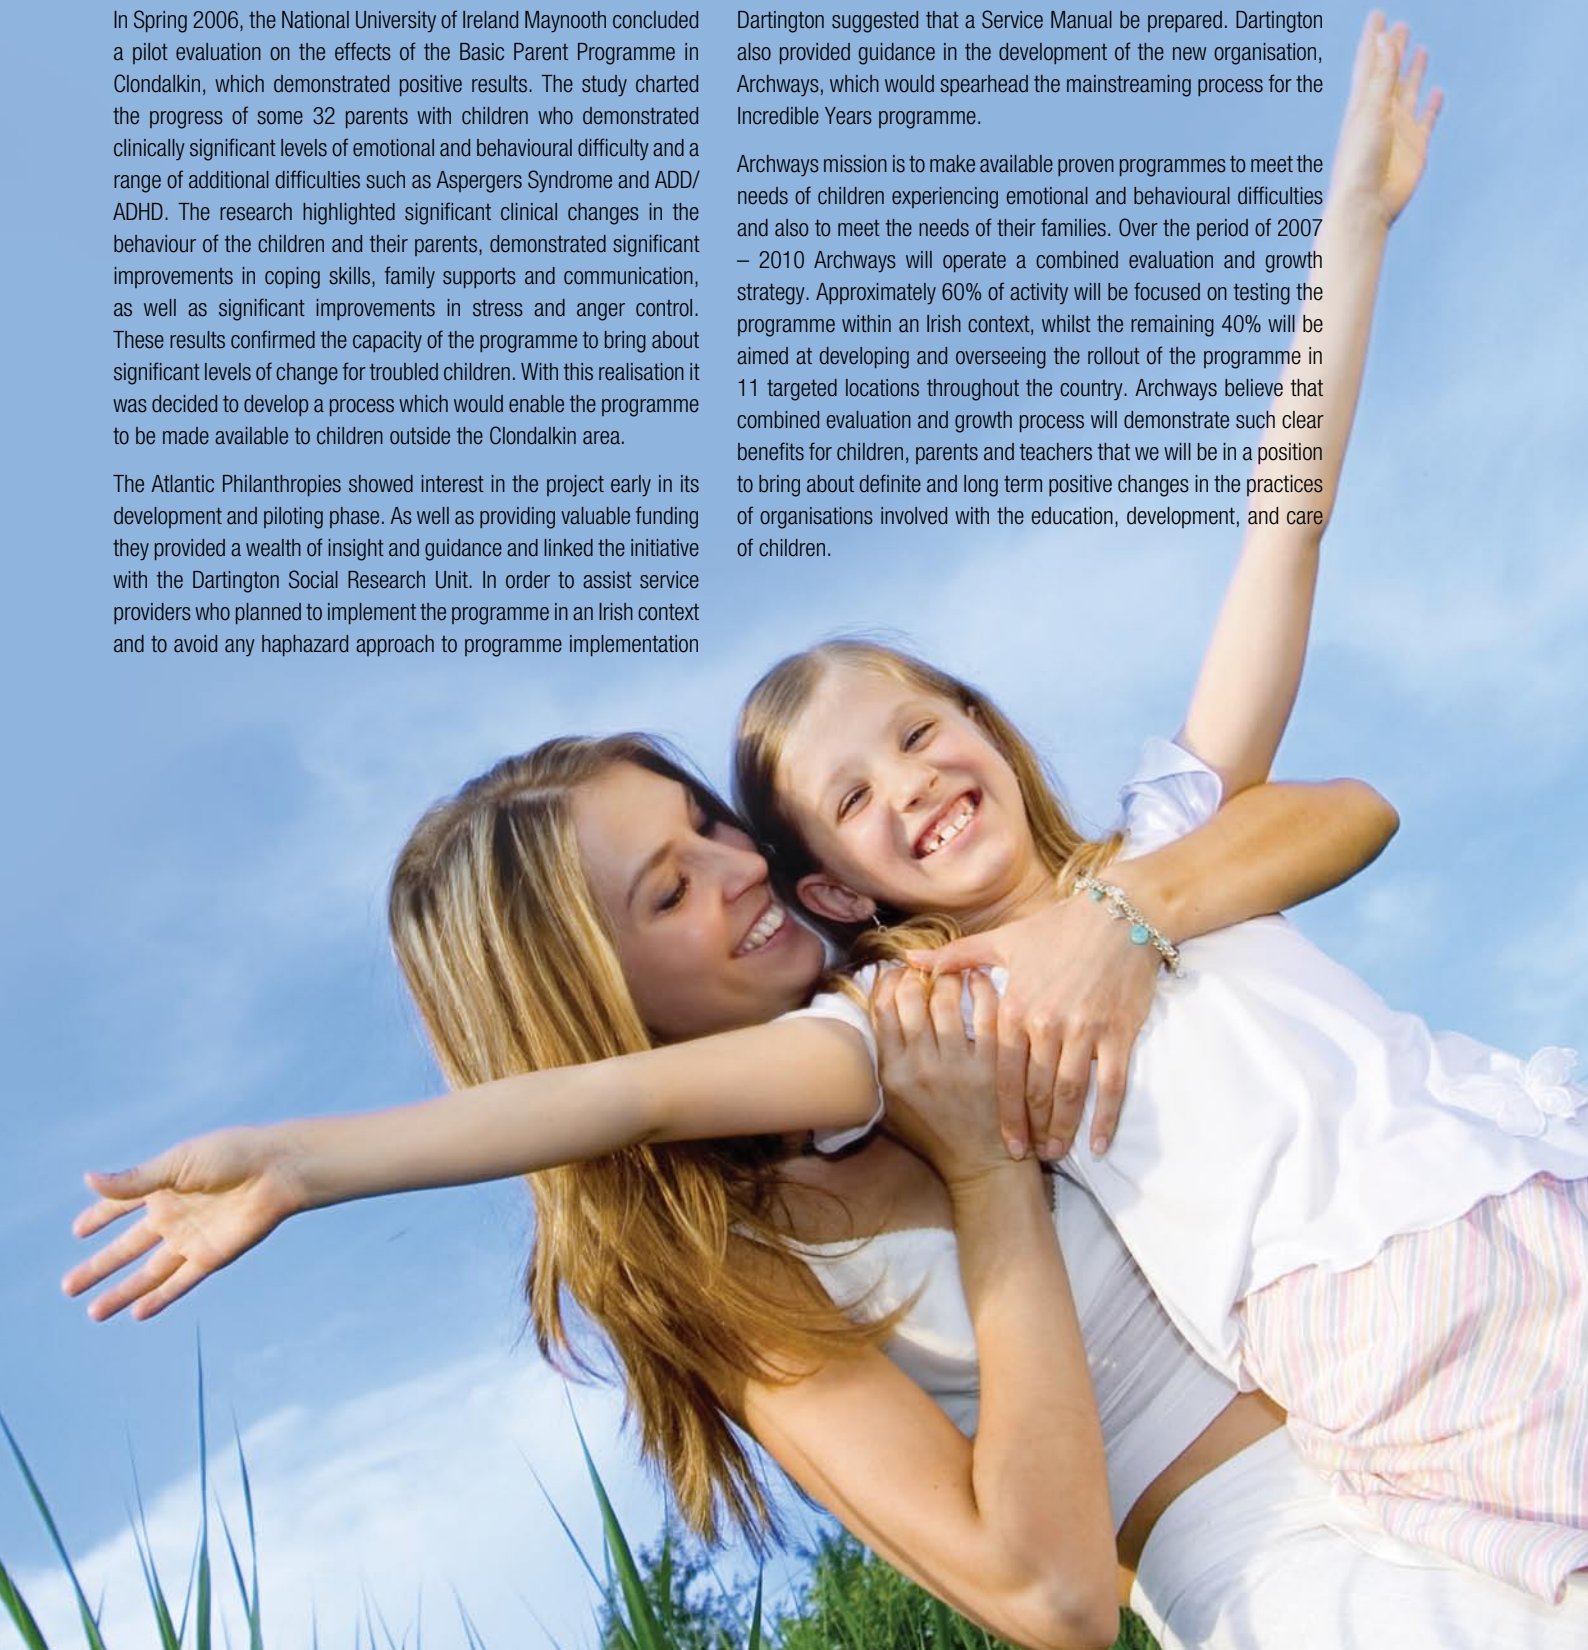 In Spring 2006, the National University of Ireland Maynooth concluded
a pilot evaluation on the effects of the Basic Parent Programme in
Clondalkin, which demonstrated positive results. The study charted
the progress of some 32 parents with children who demonstrated
clinically significant levels of emotional and behavioural difficulty and a
range of additional difficulties such as Aspergers Syndrome and ADD/
ADHD. The research highlighted significant clinical changes in the
behaviour of the children and their parents, demonstrated significant
improvements in coping skills, family supports and communication,
as well as significant improvements in stress and anger control.
These results confirmed the capacity of the programme to bring about
significant levels of change for troubled children. With this realisation it
was decided to develop a process which would enable the programme
to be made available to children outside the Clondalkin area.
The Atlantic Philanthropies showed interest in the project early in its
development and piloting phase. As well as providing valuable funding
they provided a wealth of insight and guidance and linked the initiative
with the Dartington Social Research Unit. In order to assist service
providers who planned to implement the programme in an Irish context
and to avoid any haphazard approach to programme implementation
Dartington suggested that a Service Manual be prepared. Dartington
also provided guidance in the development of the new organisation,
Archways, which would spearhead the mainstreaming process for the
Incredible Years programme.
Archways mission is to make available proven programmes to meet the
needs of children experiencing emotional and behavioural difficulties
and also to meet the needs of their families. Over the period of 2007
– 2010 Archways will operate a combined evaluation and growth
strategy. Approximately 60% of activity will be focused on testing the
programme within an Irish context, whilst the remaining 40% will be
aimed at developing and overseeing the rollout of the programme in
11 targeted locations throughout the country. Archways believe that
combined evaluation and growth process will demonstrate such clear
benefits for children, parents and teachers that we will be in a position
to bring about definite and long term positive changes in the practices
of organisations involved with the education, development, and care
of children.